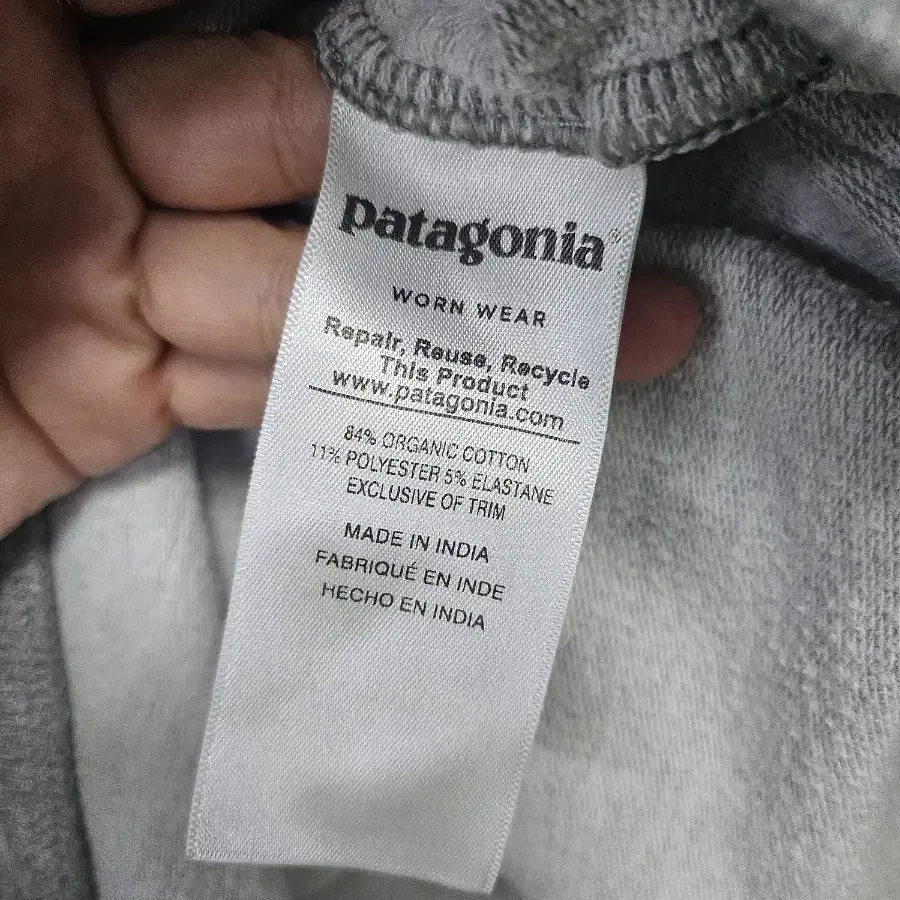 patagonia®
WORN WEAR
Repair, Reuse, Recycle
This Product
www.patagonia.com
84% ORGANIC COTTON
11% POLYESTER 5% ELASTANE
EXCLUSIVE OF TRIM
MADE IN INDIA
FABRIQUÉ EN INDE
HECHO EN INDIA